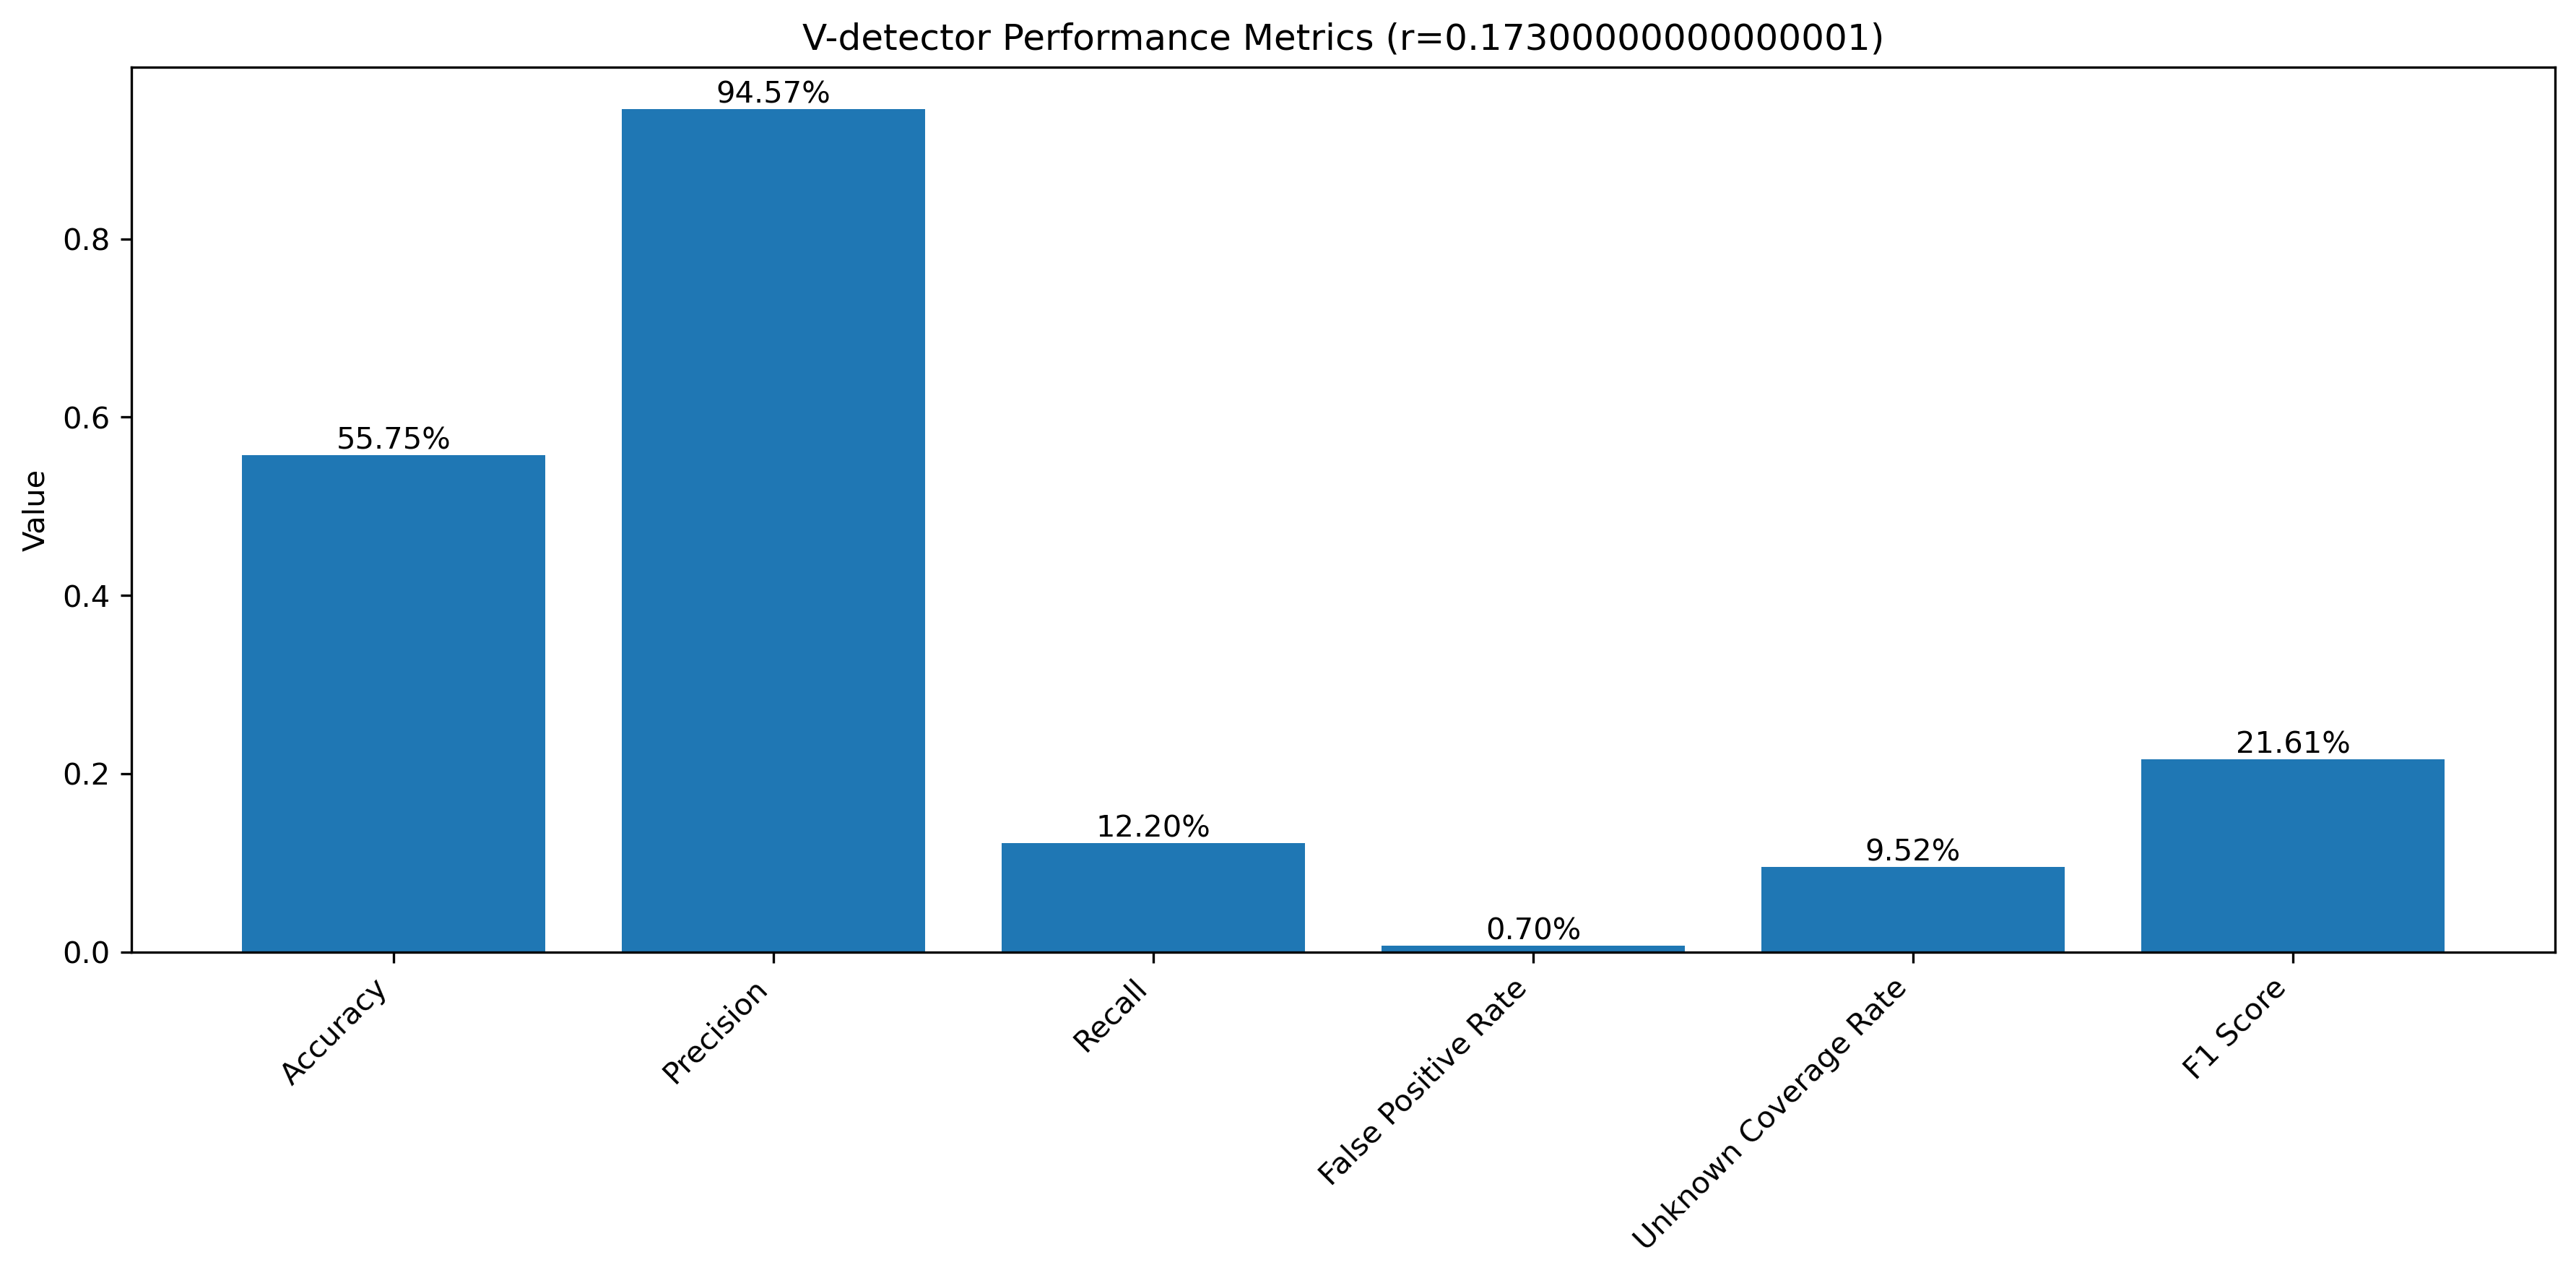 V-detector Performance Metrics (r=0.17300000000000001)
Value
0.8
0.6
0.4
0.2
0.0
55.75%
94.57%
12.20%
0.70%
9.52%
21.61%
Accuracy
Precision
Recall
False Positive Rate
Unknown Coverage Rate
F1 Score